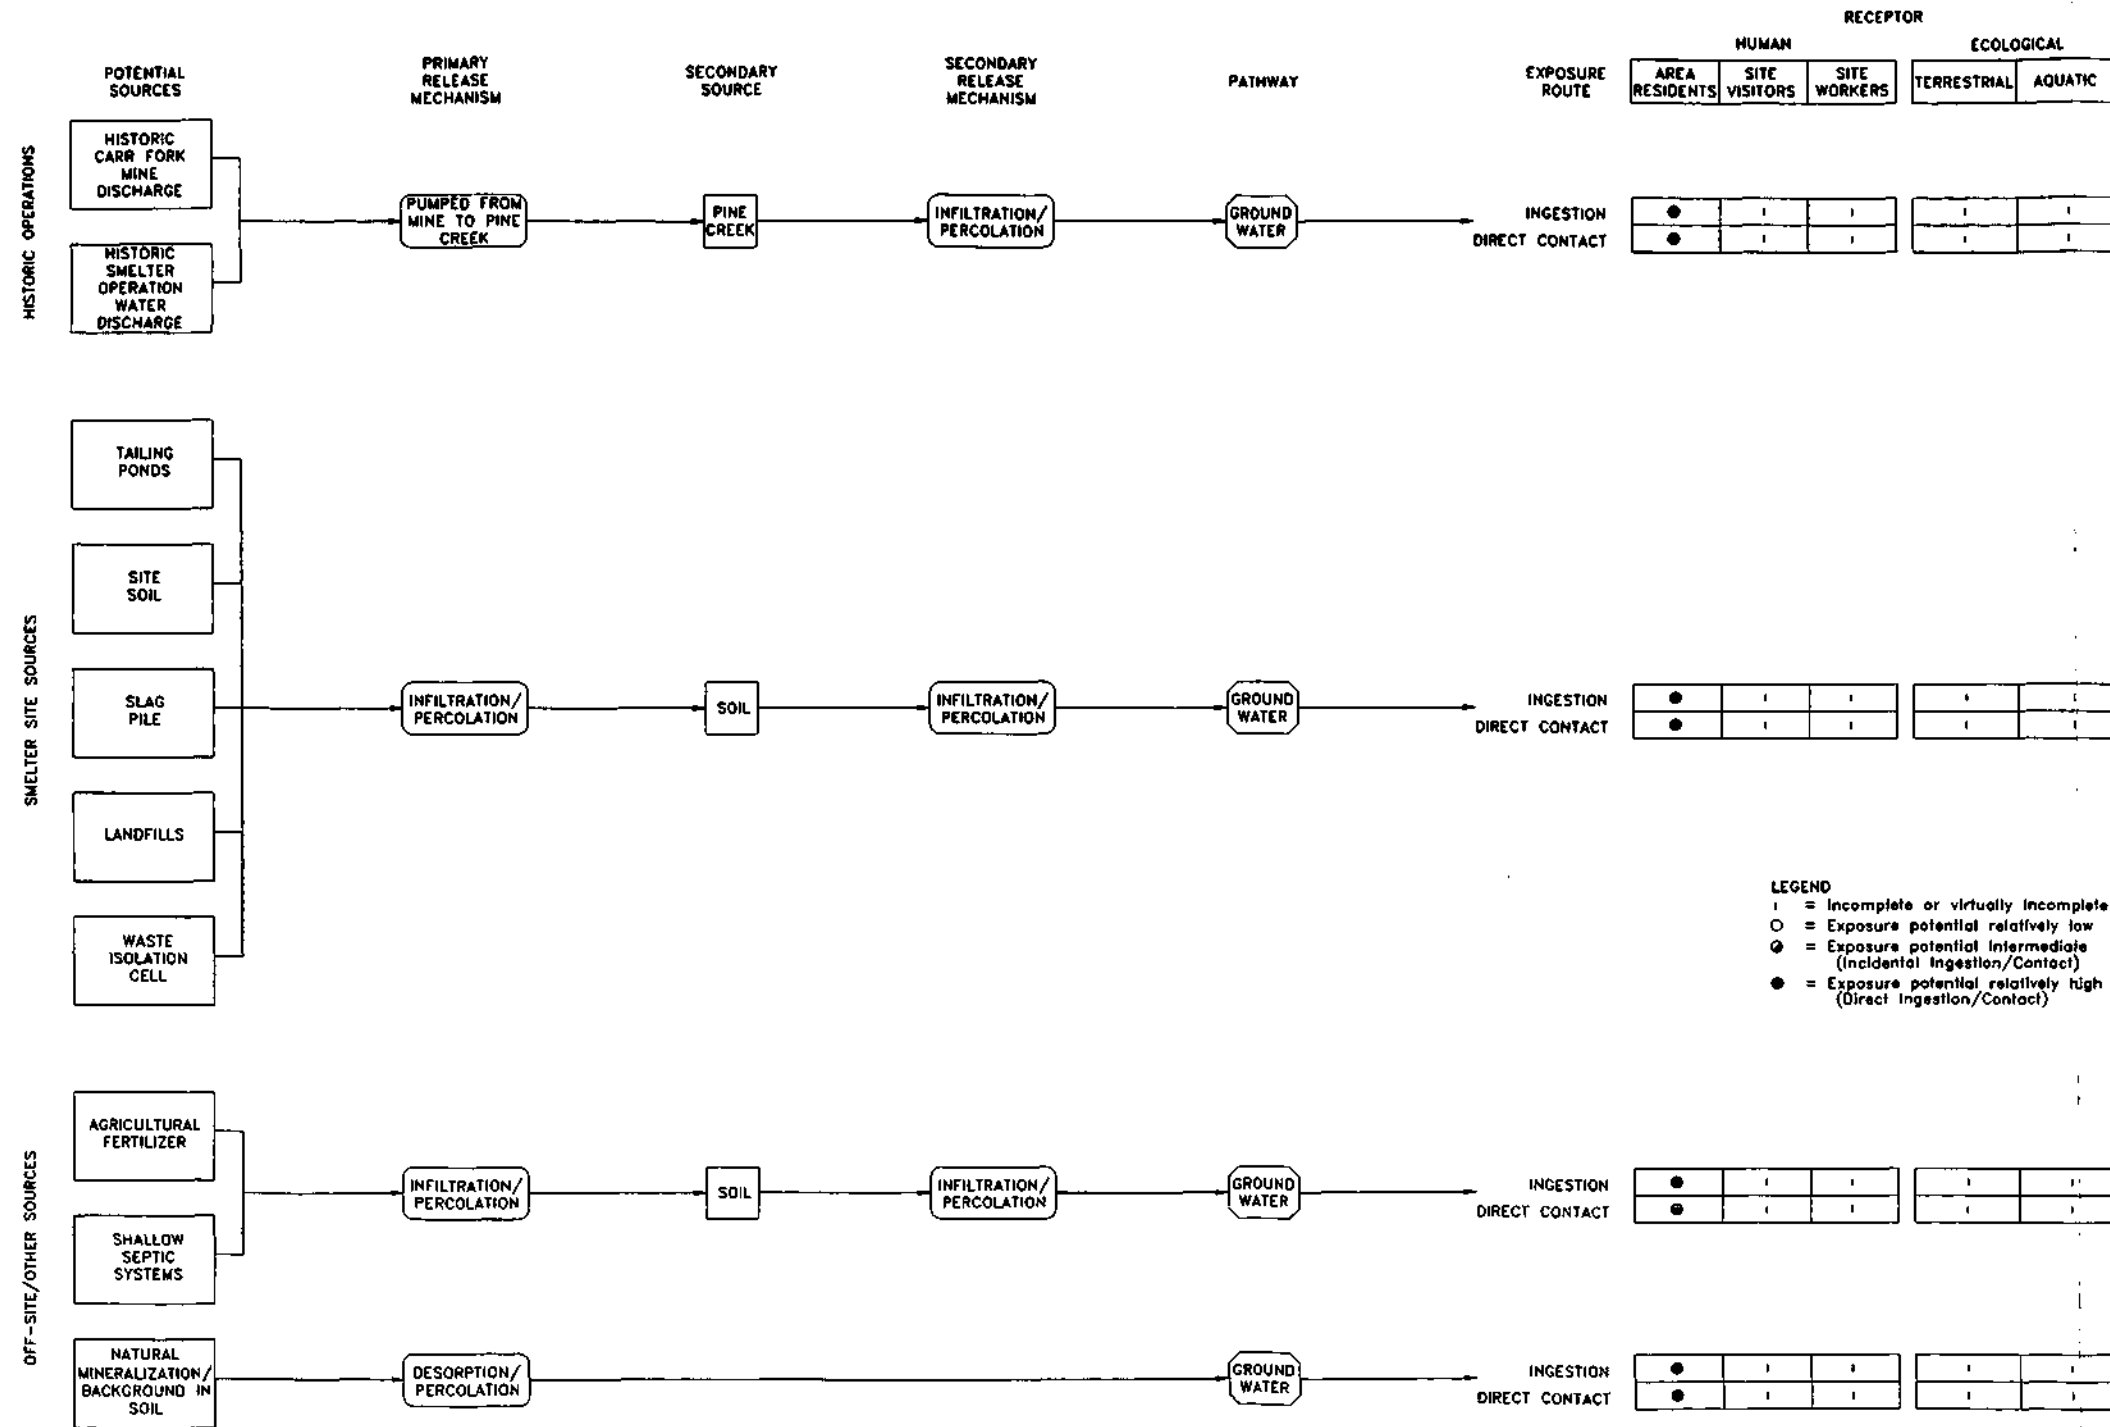 RECEPTOR
HUMAN
ECOLOGICAL
POTENTIAL
SOURCES
PRIMARY
RELEASE
MECHANISM
SECONDARY
SOURCE
SECONDARY
RELEASE
MECHANISM
PATHWAY
EXPOSURE
ROUTE
AREA
RESIDENTS
SITE
VISITORS
SITE
WORKERS
TERRESTRIAL
AQUATIC
HISTORIC OPERATIONS
HISTORIC
CARR FORK
MINE
DISCHARGE
HISTORIC
SMELTER
OPERATION
WATER
DISCHARGE
PUMPED FROM
MINE TO PINE
CREEK
PINE
CREEK
INFILTRATION/
PERCOLATION
GROUND
WATER
INGESTION
DIRECT CONTACT
SMELTER SITE SOURCES
TAILING
PONDS
SITE
SOIL
SLAG
PILE
LANDFILLS
WASTE
ISOLATION
CELL
INFILTRATION/
PERCOLATION
SOIL
INFILTRATION/
PERCOLATION
GROUND
WATER
INGESTION
DIRECT CONTACT
LEGEND
= Incomplete or virtually incomplete
= Exposure potential relatively low
= Exposure potential intermediate
(Incidental Ingestion/Contact)
= Exposure potential relatively high
(Direct Ingestion/Contact)
OFF-SITE/OTHER SOURCES
AGRICULTURAL
FERTILIZER
SHALLOW
SEPTIC
SYSTEMS
INFILTRATION/
PERCOLATION
SOIL
INFILTRATION/
PERCOLATION
GROUND
WATER
INGESTION
DIRECT CONTACT
NATURAL
MINERALIZATION/
BACKGROUND IN
SOIL
DESORPTION/
PERCOLATION
GROUND
WATER
INGESTION
DIRECT CONTACT